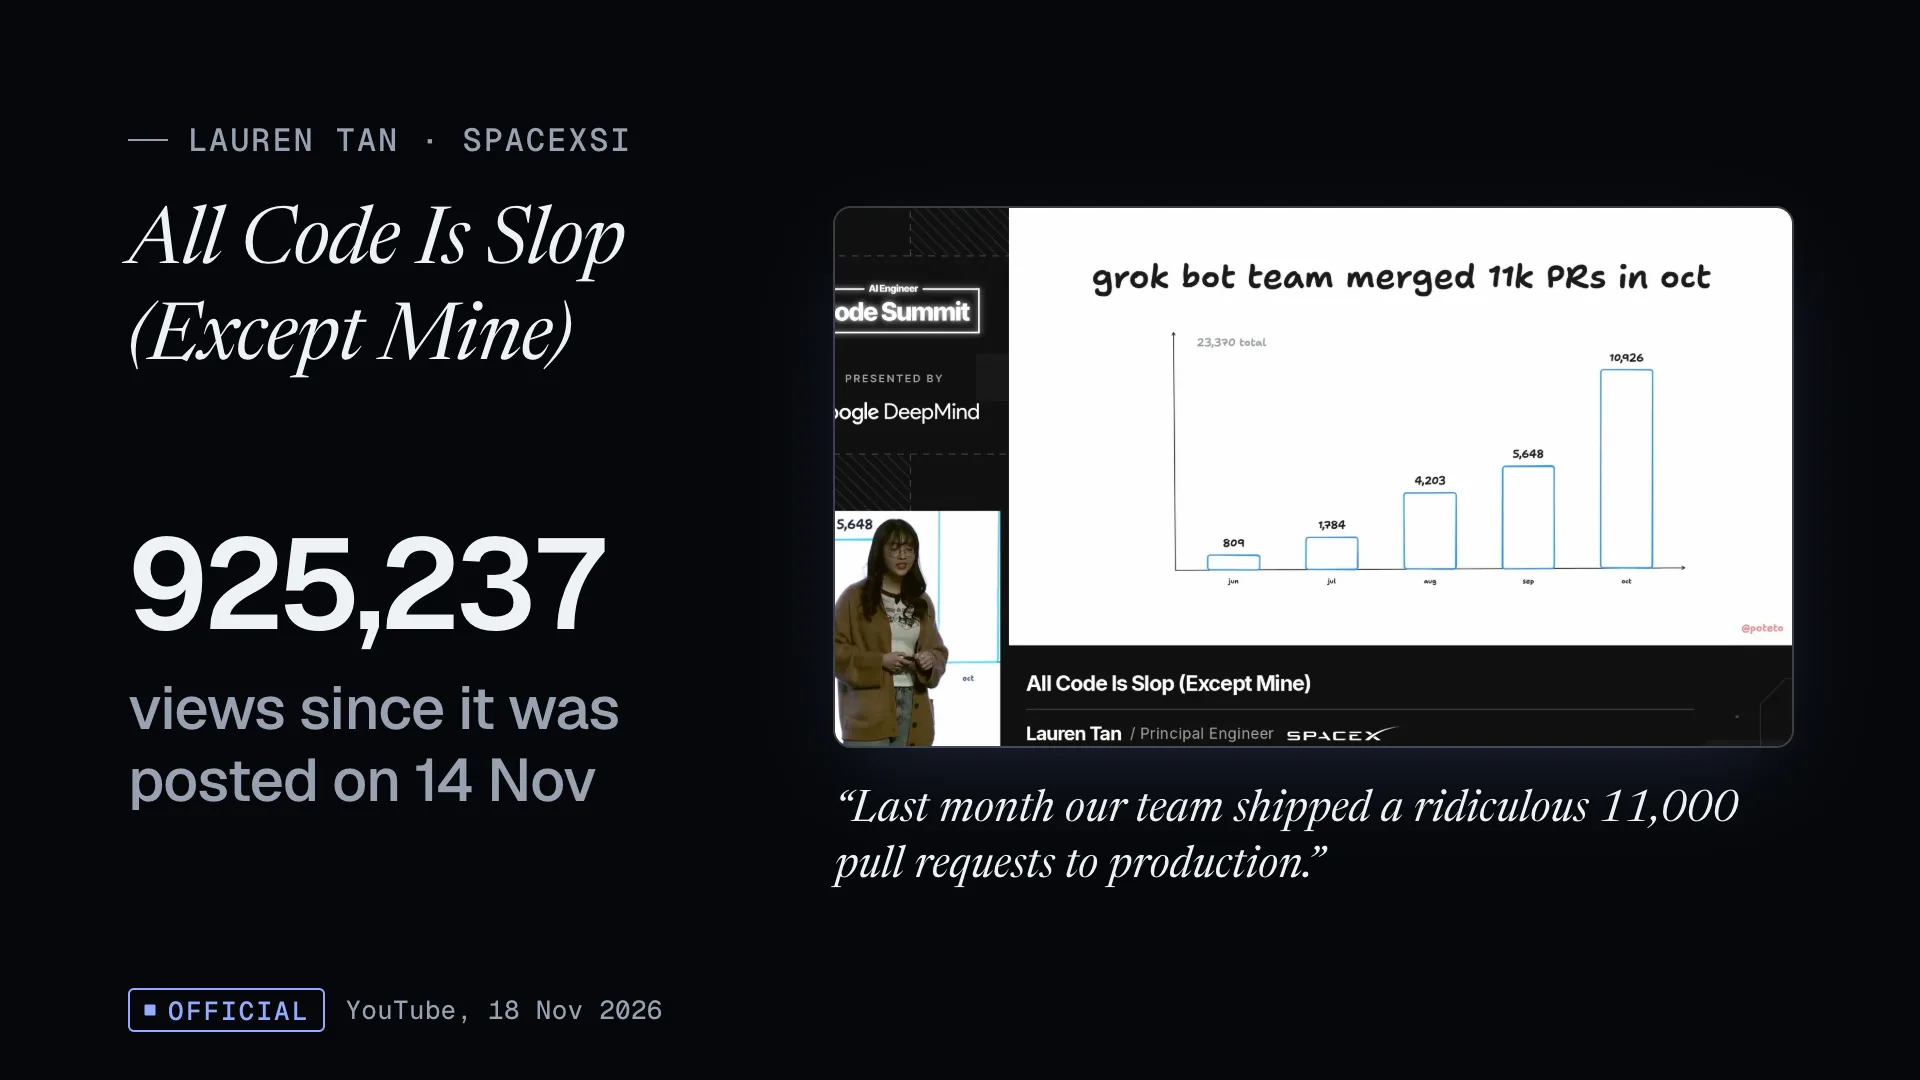 LAUREN TAN · SPACEXSI
All Code Is Slop
(Except Mine)
925,237
views since it was
posted on 14 Nov
OFFICIAL
YouTube, 18 Nov 2026
AI Engineer
ode Summit
PRESENTED BY
oogle DeepMind
5,648
oct
grok bot team merged 11k PRs in oct
23,370 total
809
1,784
4,203
5,648
10,926
jun
jul
aug
sep
oct
@poteto
All Code Is Slop (Except Mine)
Lauren Tan / Principal Engineer SPACEX
“Last month our team shipped a ridiculous 11,000
pull requests to production.”